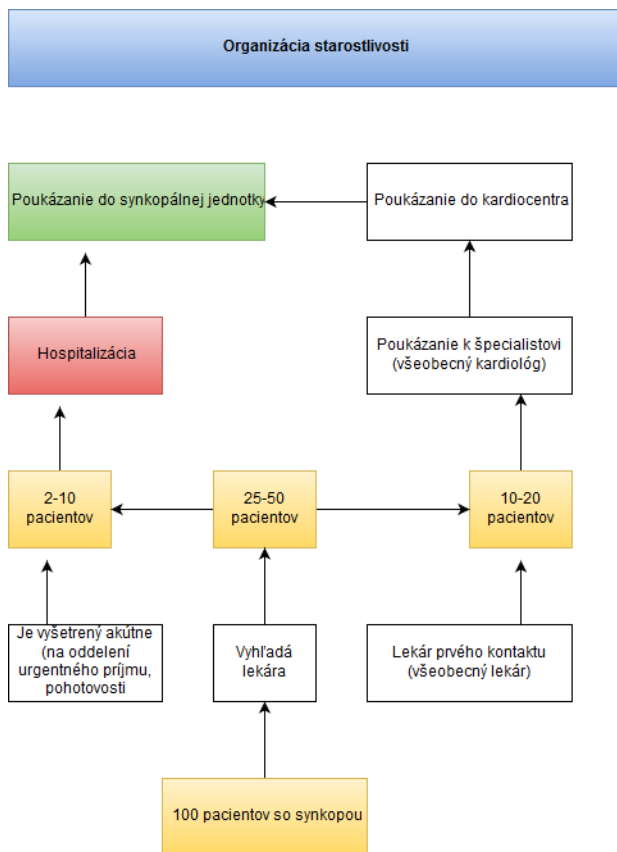 Organizácia starostlivosti
Poukázanie do synkopálnej jednotky
Poukázanie do kardiocentra
Hospitalizácia
Poukázanie k špecialistovi
(všeobecný kardiológ)
2-10
pacientov
25-50
pacientov
10-20
pacientov
Je vyšetrený akútne
(na oddelení
urgentného príjmu,
pohotovosti
Vyhľadá
lekára
Lekár prvého kontaktu
(všeobecný lekár)
100 pacientov so synkopou